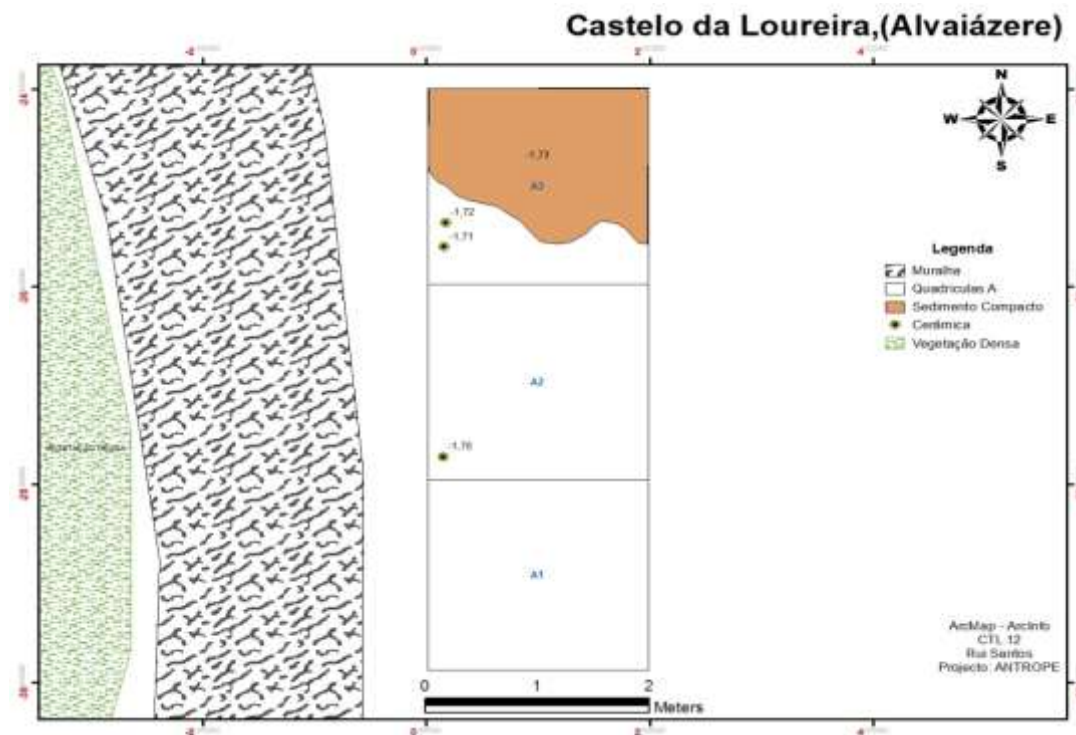 Castelo da Loureira,(Alvaiázere)
N
W E
S
-1,73
A3
-1,72
-1,71
Legenda
Muralha
Quadriculas A
Sedimento Compacto
Cerâmica
Vegetação Densa
A2
-1,76
A1
ArcMap - ArcInfo
CTL 12
Rui Santos
Projecto: ANTROPE
0 1 2
Meters